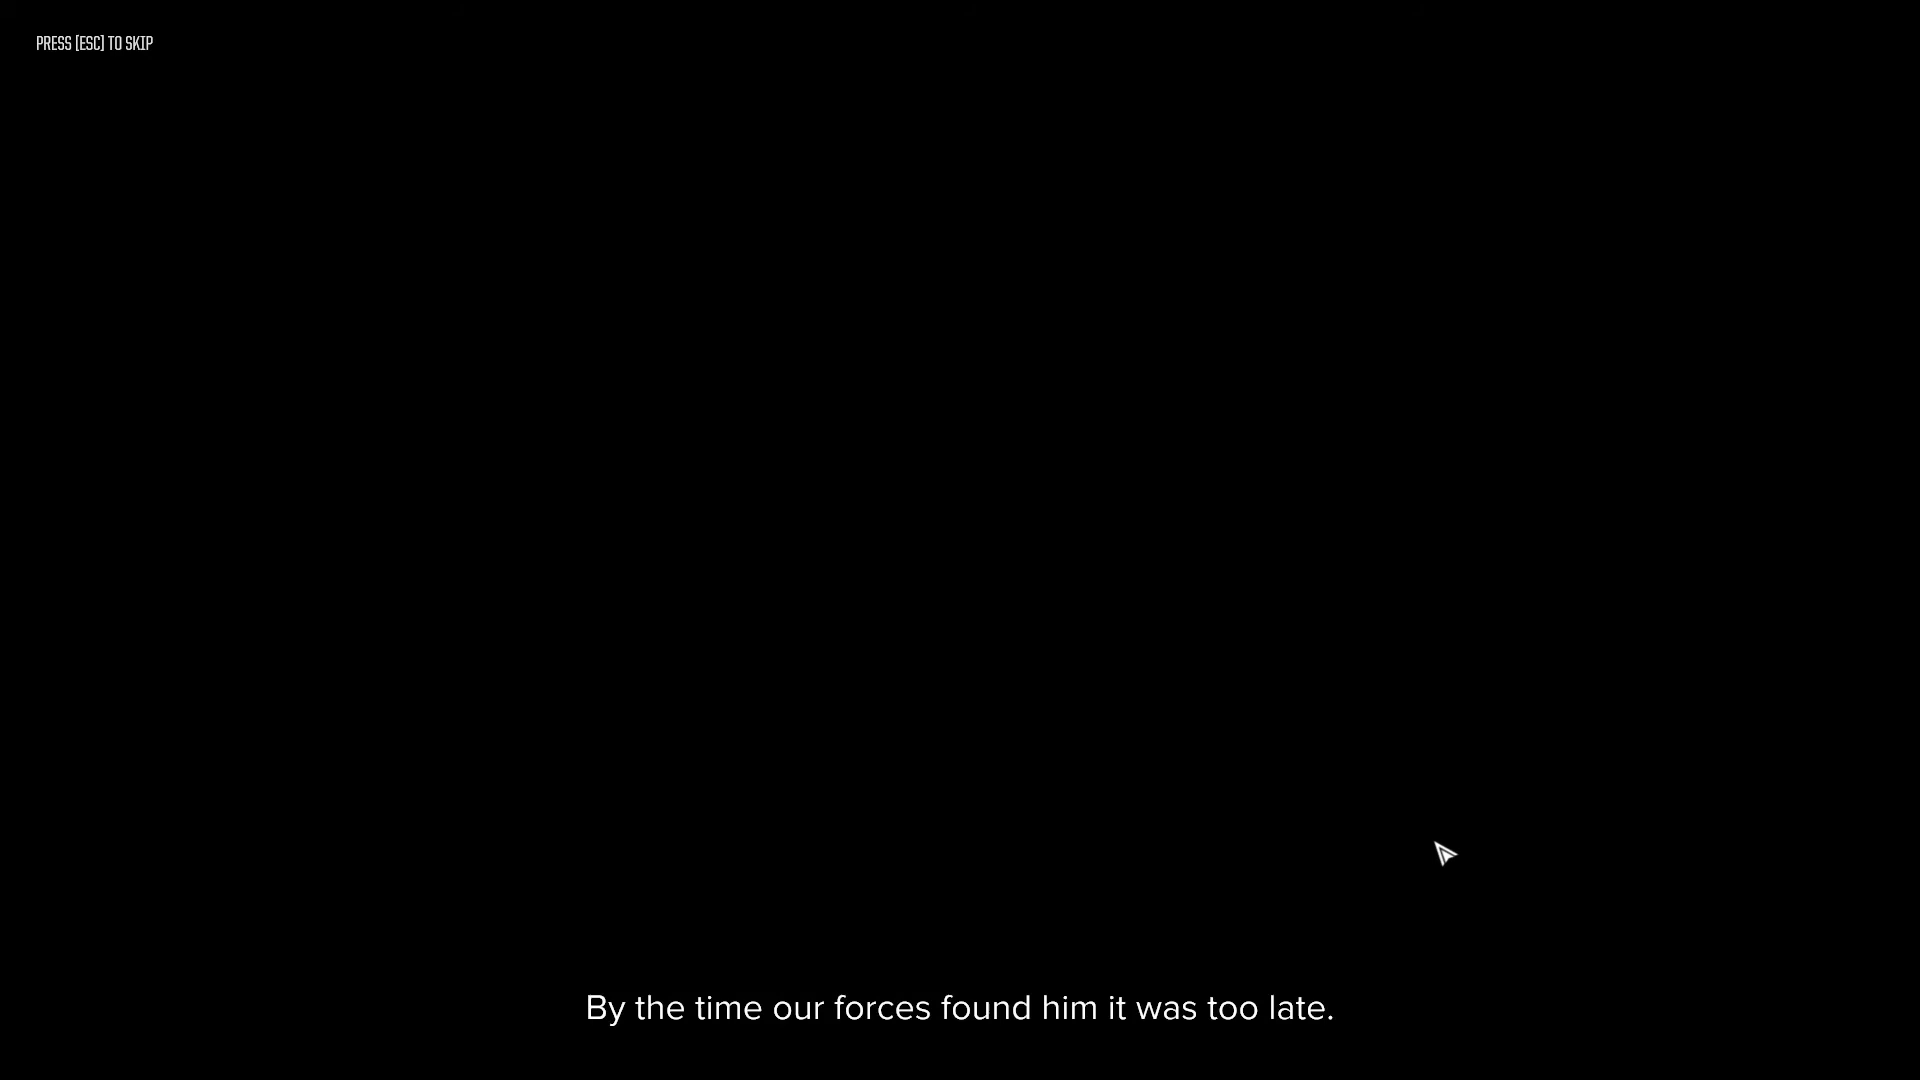 PRESS [ESC] TO SKIP
By the time our forces found him it was too late.